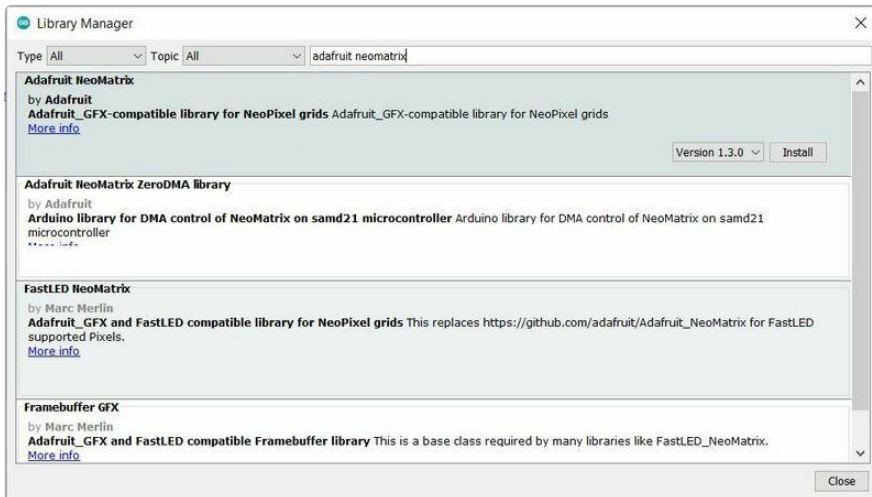 Library Manager
Type All Topic All adafruit neomatrix
Adafruit NeoMatrix
by Adafruit
Adafruit_GFX-compatible library for NeoPixel grids Adafruit_GFX-compatible library for NeoPixel grids
More info
Version 1.3.0 Install
Adafruit NeoMatrix ZeroDMA library
by Adafruit
Arduino library for DMA control of NeoMatrix on samd21 microcontroller Arduino library for DMA control of NeoMatrix on samd21
microcontroller
FastLED NeoMatrix
by Marc Merlin
Adafruit_GFX and FastLED compatible library for NeoPixel grids This replaces https://github.com/adafruit/Adafruit_NeoMatrix for FastLED
supported Pixels.
More info
Framebuffer GFX
by Marc Merlin
Adafruit_GFX and FastLED compatible Framebuffer library This is a base class required by many libraries like FastLED_NeoMatrix.
More info
Close